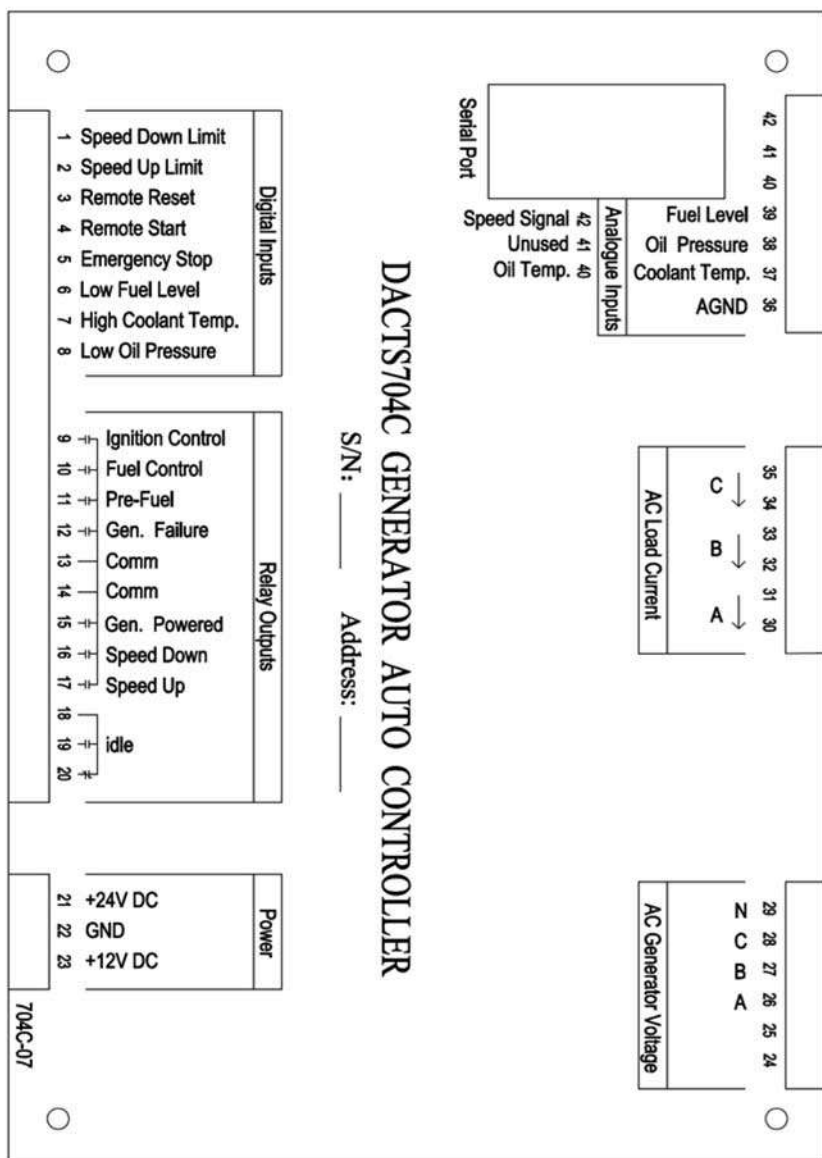 1 Speed Down Limit
2 Speed Up Limit
3 Remote Reset
4 Remote Start
5 Emergency Stop
6 Low Fuel Level
7 High Coolant Temp.
8 Low Oil Pressure
Digital Inputs
9 Ignition Control
10 Fuel Control
11 Pre-Fuel
12 Gen. Failure
13 Comm
14 Comm
15 Gen. Powered
16 Speed Down
17 Speed Up
18
19 idle
20
Relay Outputs
21 +24V DC
22 GND
23 +12V DC
Power
704C-07
DACTS704C GENERATOR AUTO CONTROLLER
S/N: ____ Address: ____
Serial Port
Speed Signal 42
Unused 41
Oil Temp. 40
Analogue Inputs
42
41
40
Fuel Level 39
Oil Pressure 38
Coolant Temp. 37
AGND 36
AC Load Current
35
C
34
33
B
32
31
A
30
AC Generator Voltage
N 29
C 28
B 27
A 26
25
24